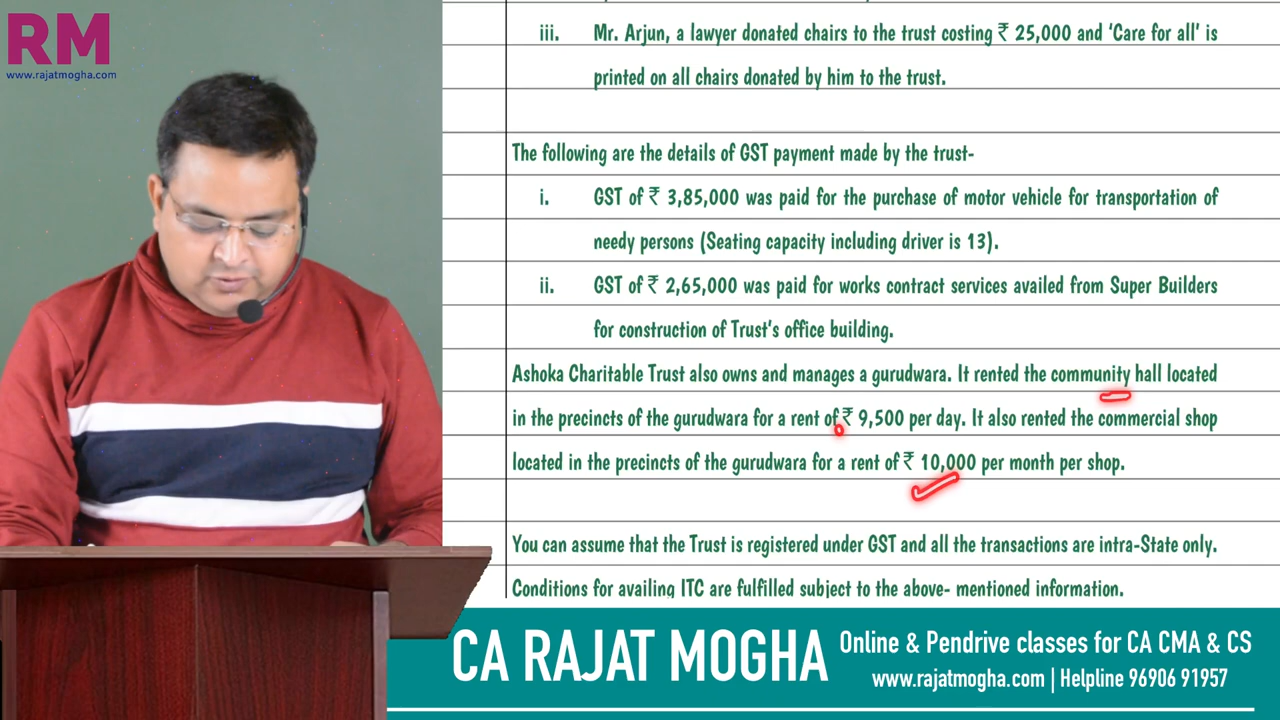 RM
www.rajatmogha.com
iii. Mr. Arjun, a lawyer donated chairs to the trust costing ₹ 25,000 and ‘Care for all’ is
printed on all chairs donated by him to the trust.
The following are the details of GST payment made by the trust-
i. GST of ₹ 3,85,000 was paid for the purchase of motor vehicle for transportation of
needy persons (Seating capacity including driver is 13).
ii. GST of ₹ 2,65,000 was paid for works contract services availed from Super Builders
for construction of Trust’s office building.
Ashoka Charitable Trust also owns and manages a gurudwara. It rented the community hall located
in the precincts of the gurudwara for a rent of ₹ 9,500 per day. It also rented the commercial shop
located in the precincts of the gurudwara for a rent of ₹ 10,000 per month per shop.
You can assume that the Trust is registered under GST and all the transactions are intra-State only.
Conditions for availing ITC are fulfilled subject to the above- mentioned information.
CA RAJAT MOGHA
Online & Pendrive classes for CA CMA & CS
www.rajatmogha.com | Helpline 96906 91957